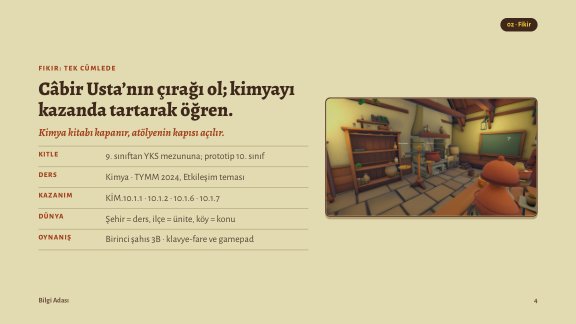 02 · Fikir
FIKIR: TEK CÜMLEDE
Câbir Usta'nın çırağı ol; kimyayı
kazanda tartarak öğren.
Kimya kitabı kapanır, atölyenin kapısı açılır.
KITLE 9. sınıftan YKS mezununa; prototip 10. sınıf
DERS Kimya · TYMM 2024, Etkileşim teması
KAZANIM KİM.10.1.1 · 10.1.2 · 10.1.6 · 10.1.7
DÜNYA Şehir = ders, ilçe = ünite, köy = konu
OYNANIŞ Birinci şahıs 3B · klavye-fare ve gamepad
Bilgi Adası
4